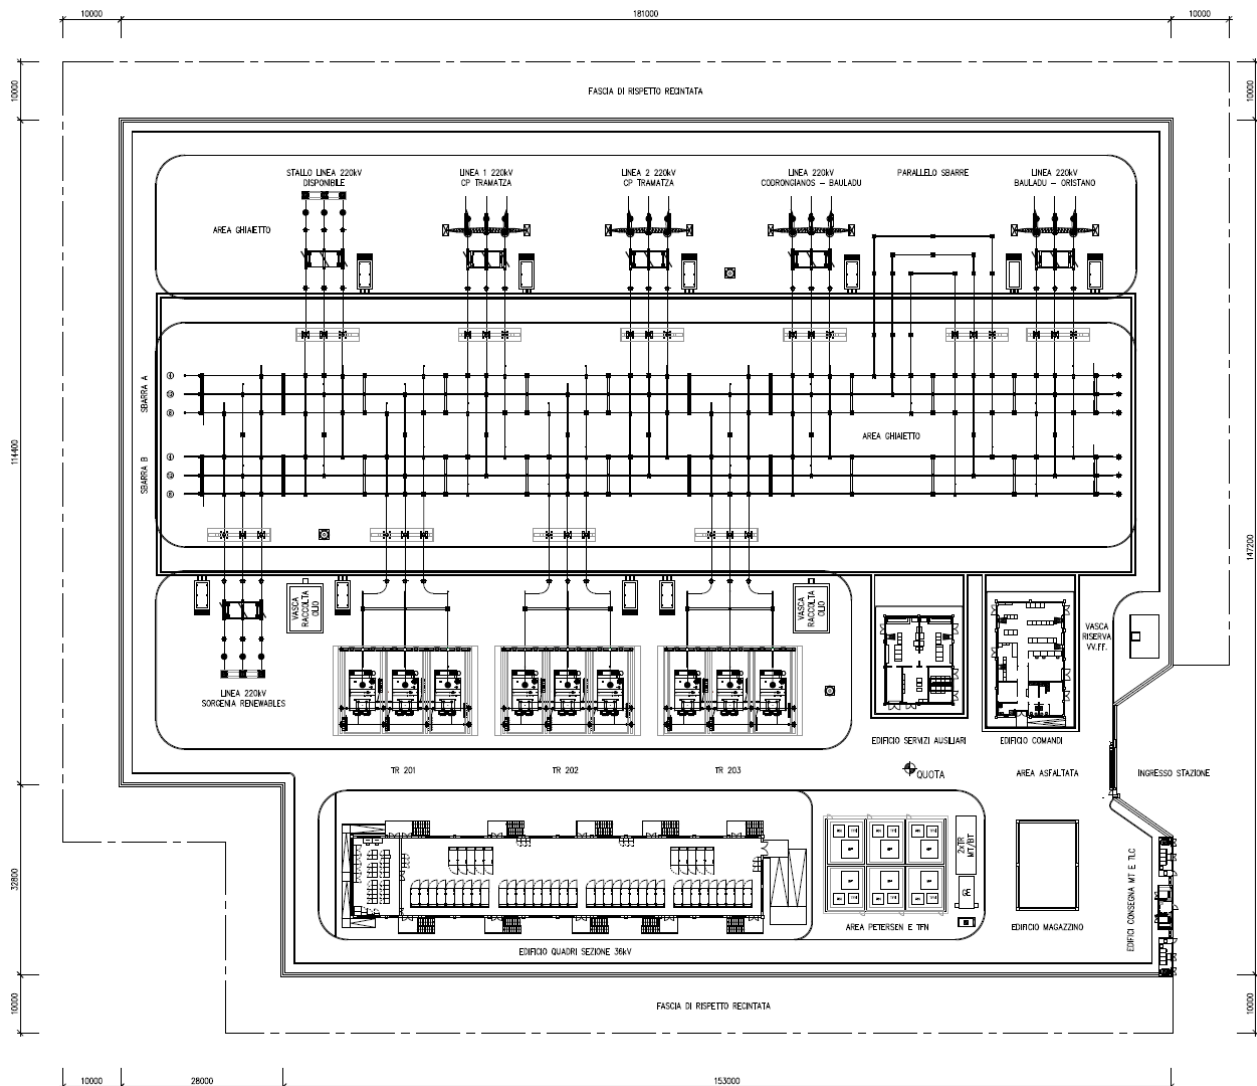 10000
181000
10000
10000
10000
FASCIA DI RISPETTO RECINTATA
STALLO LINEA 220kV
DISPONIBILE
LINEA 1 220kV
CP TRAMATZA
LINEA 2 220kV
CP TRAMATZA
LINEA 220kV
CODRONGIANOS - BAULADU
PARALLELO SBARRE
LINEA 220kV
BAULADU - ORISTANO
AREA GHIAIETTO
SBARRA A
AREA GHIAIETTO
SBARRA B
114400
147200
VASCA
RACCOLTA
OLIO
VASCA
RACCOLTA
OLIO
VASCA
RISERVA
VV.FF.
LINEA 220kV
SORGENIA RENEWABLES
EDIFICIO SERVIZI AUSILIARI
EDIFICIO COMANDI
TR 201
TR 202
TR 203
QUOTA
AREA ASFALTATA
INGRESSO STAZIONE
2xTR
MT/BT
32800
EDIFICI CONSEGNA MT E TLC
AREA PETERSEN E TFN
EDIFICIO MAGAZZINO
EDIFICIO QUADRI SEZIONE 36kV
FASCIA DI RISPETTO RECINTATA
10000
10000
10000
28000
153000